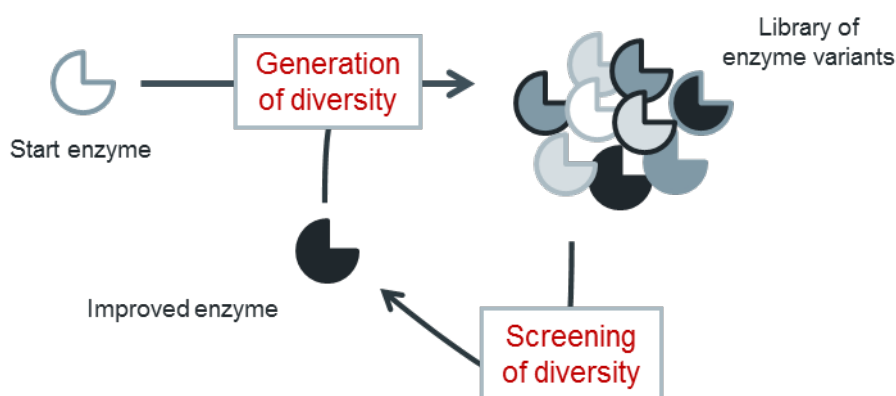 Start enzyme
Generation
of diversity
Library of
enzyme variants
Improved enzyme
Screening
of diversity